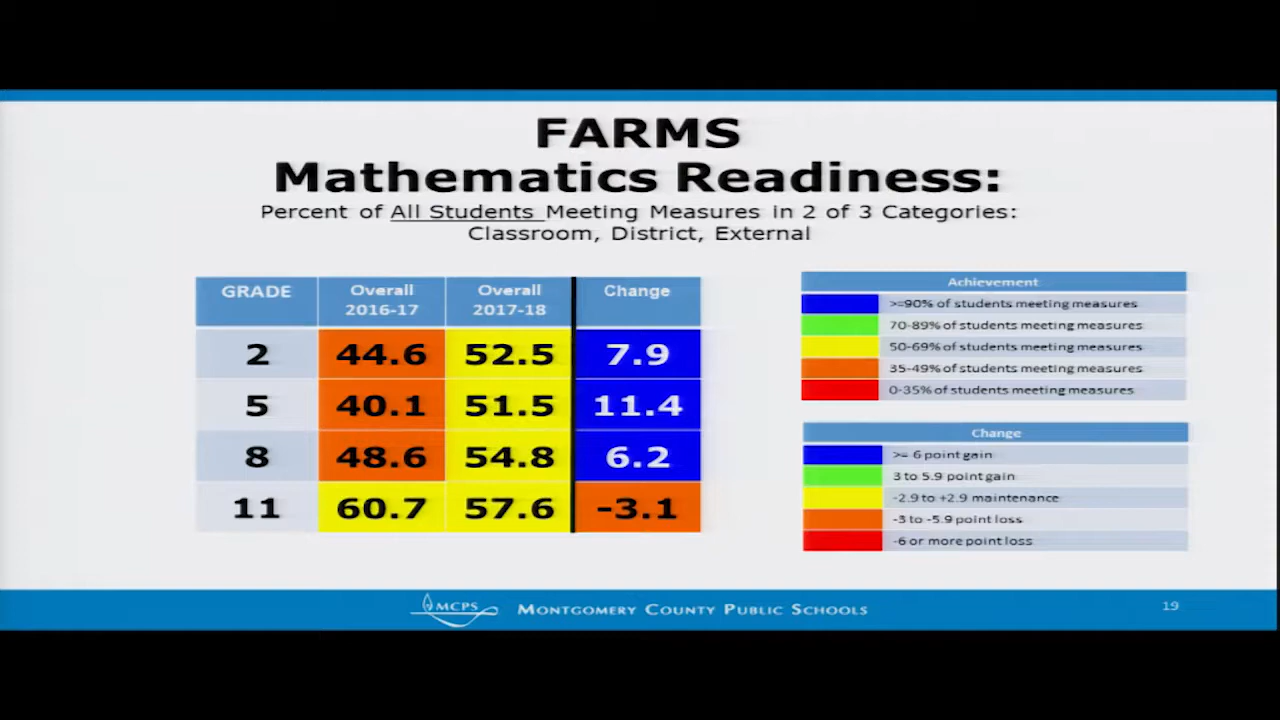 FARMS
Mathematics Readiness:
Percent of All Students Meeting Measures in 2 of 3 Categories:
Classroom, District, External
GRADE Overall 2016-17 Overall 2017-18 Change
2 44.6 52.5 7.9
5 40.1 51.5 11.4
8 48.6 54.8 6.2
11 60.7 57.6 -3.1
Achievement
>=90% of students meeting measures
70-89% of students meeting measures
50-69% of students meeting measures
35-49% of students meeting measures
0-35% of students meeting measures
Change
>= 6 point gain
3 to 5.9 point gain
-2.9 to +2.9 maintenance
-3 to -5.9 point loss
-6 or more point loss
MCPS MONTGOMERY COUNTY PUBLIC SCHOOLS
19